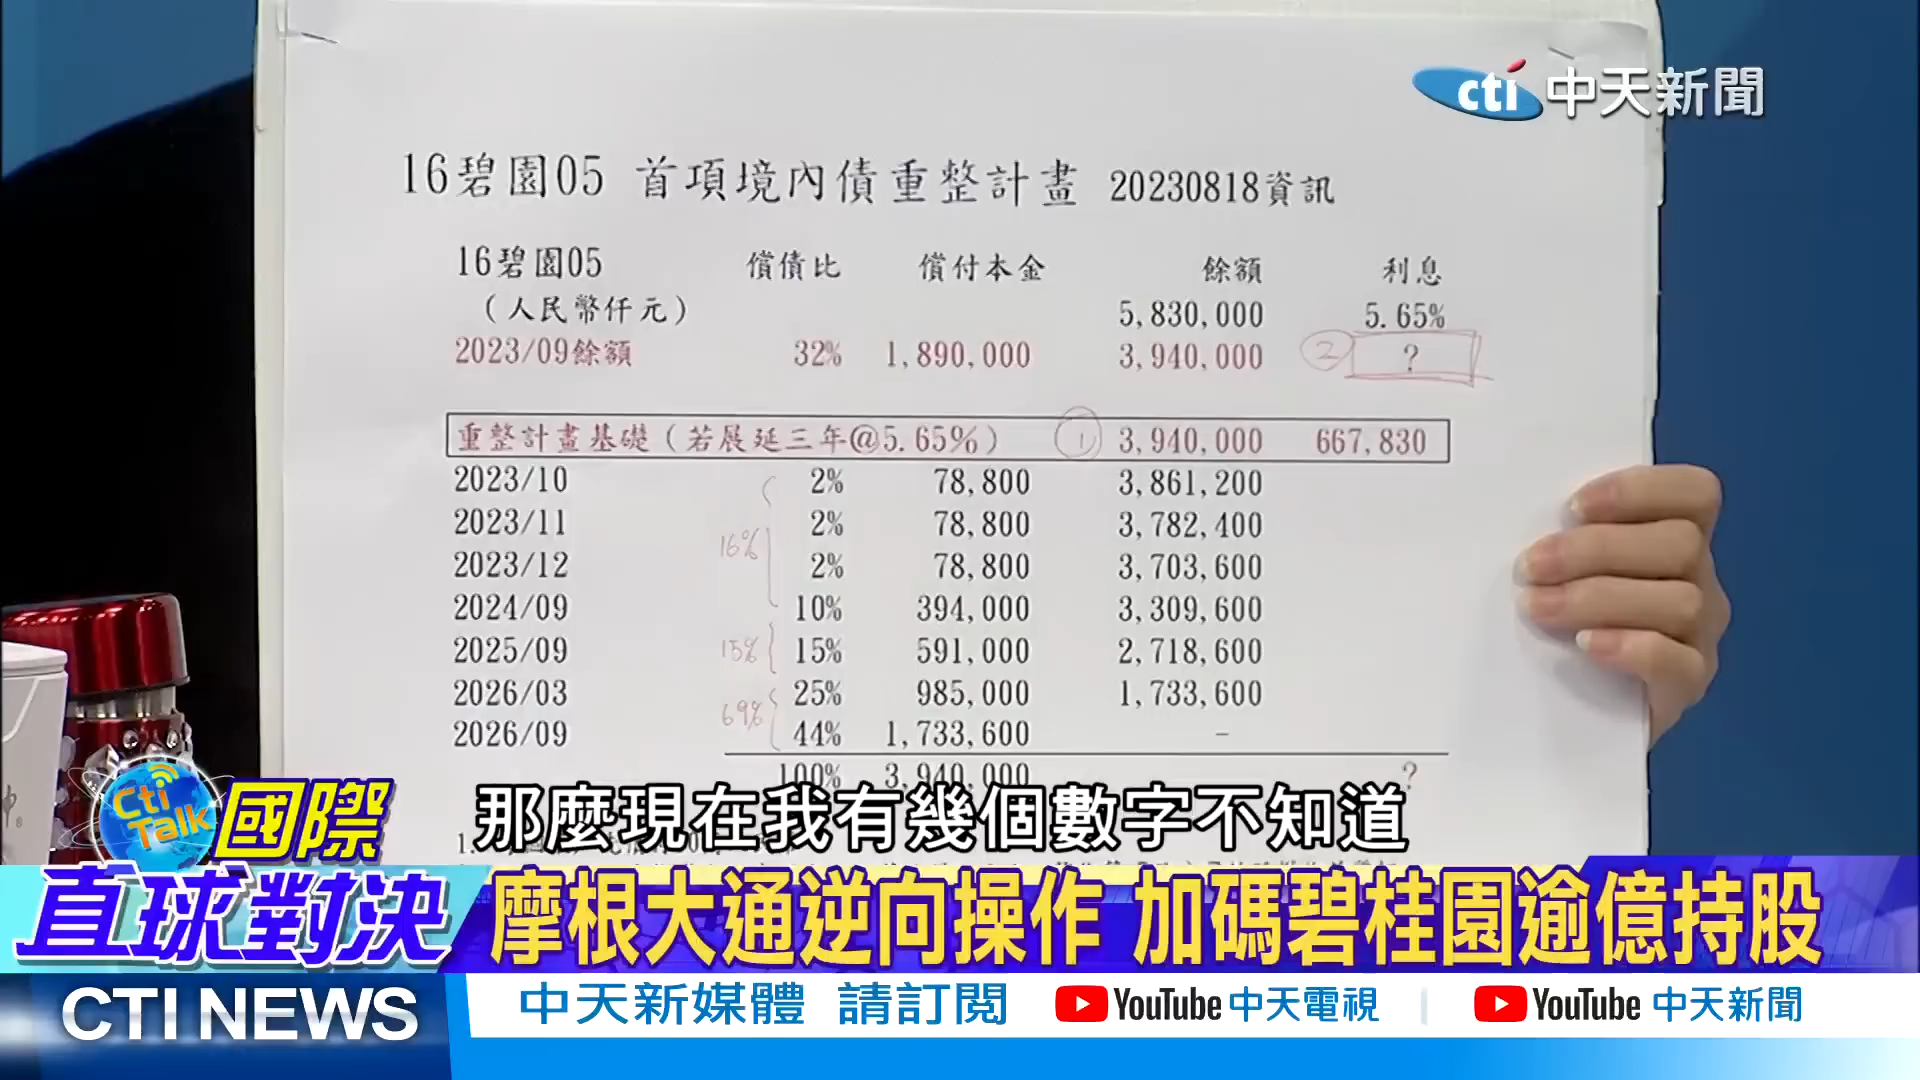 cti 中天新聞
16碧園05 首項境內債重整計畫 20230818資訊
16碧園05 償債比 償付本金 餘額 利息
（人民幣仟元） 5,830,000 5.65%
2023/09餘額 32% 1,890,000 3,940,000 ② ?
重整計畫基礎（若展延三年@5.65%） ① 3,940,000 667,830
2023/10 2% 78,800 3,861,200
2023/11 2% 78,800 3,782,400
16%
2023/12 2% 78,800 3,703,600
2024/09 10% 394,000 3,309,600
2025/09 15% 15% 591,000 2,718,600
2026/03 25% 985,000 1,733,600
69%
2026/09 44% 1,733,600 -
100% 3,940,000 ?
那麼現在我有幾個數字不知道
Cti Talk 國際
直球對決
摩根大通逆向操作 加碼碧桂園逾億持股
CTI NEWS
中天新媒體 請訂閱 YouTube 中天電視 | YouTube 中天新聞